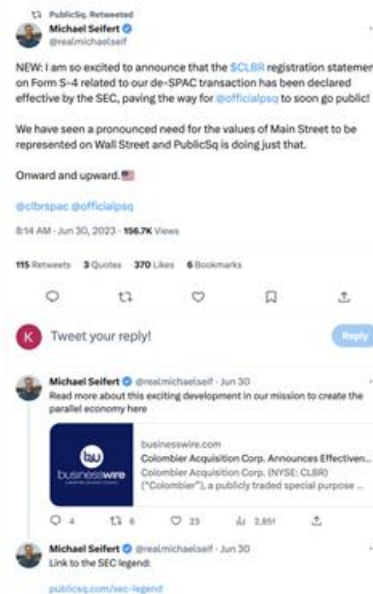 PublicSq. Retweeted
Michael Seifert
@realmichaelseif
NEW: I am so excited to announce that the $CLBR registration statemen
on Form S-4 related to our de-SPAC transaction has been declared
effective by the SEC, paving the way for @officialpsq to soon go public!
We have seen a pronounced need for the values of Main Street to be
represented on Wall Street and PublicSq is doing just that.
Onward and upward.🇺🇸
@clbrspac @officialpsq
8:14 AM · Jun 30, 2023 · 156.7K Views
115 Retweets 3 Quotes 370 Likes 6 Bookmarks
K
Tweet your reply!
Reply
Michael Seifert @realmichaelseif · Jun 30
Read more about this exciting development in our mission to create the
parallel economy here
bw
businesswire
businesswire.com
Colombier Acquisition Corp. Announces Effectiven...
Colombier Acquisition Corp. (NYSE: CLBR)
("Colombier"), a publicly traded special purpose ...
4 6 23 2,851
Michael Seifert @realmichaelseif · Jun 30
Link to the SEC legend:
publicsq.com/sec-legend